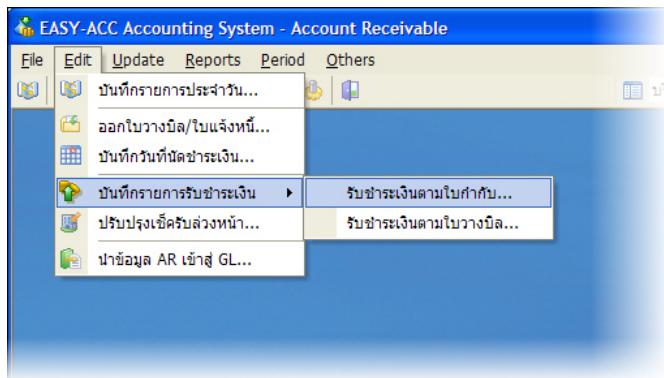 EASY-ACC Accounting System - Account Receivable
File Edit Update Reports Period Others
บันทึกรายการประจำวัน...
ออกใบวางบิล/ใบแจ้งหนี้...
บันทึกวันที่นัดชำระเงิน...
บันทึกรายการรับชำระเงิน
รับชำระเงินตามใบกำกับ...
ปรับปรุงเช็ครับล่วงหน้า...
รับชำระเงินตามใบวางบิล...
นำข้อมูล AR เข้าสู่ GL...